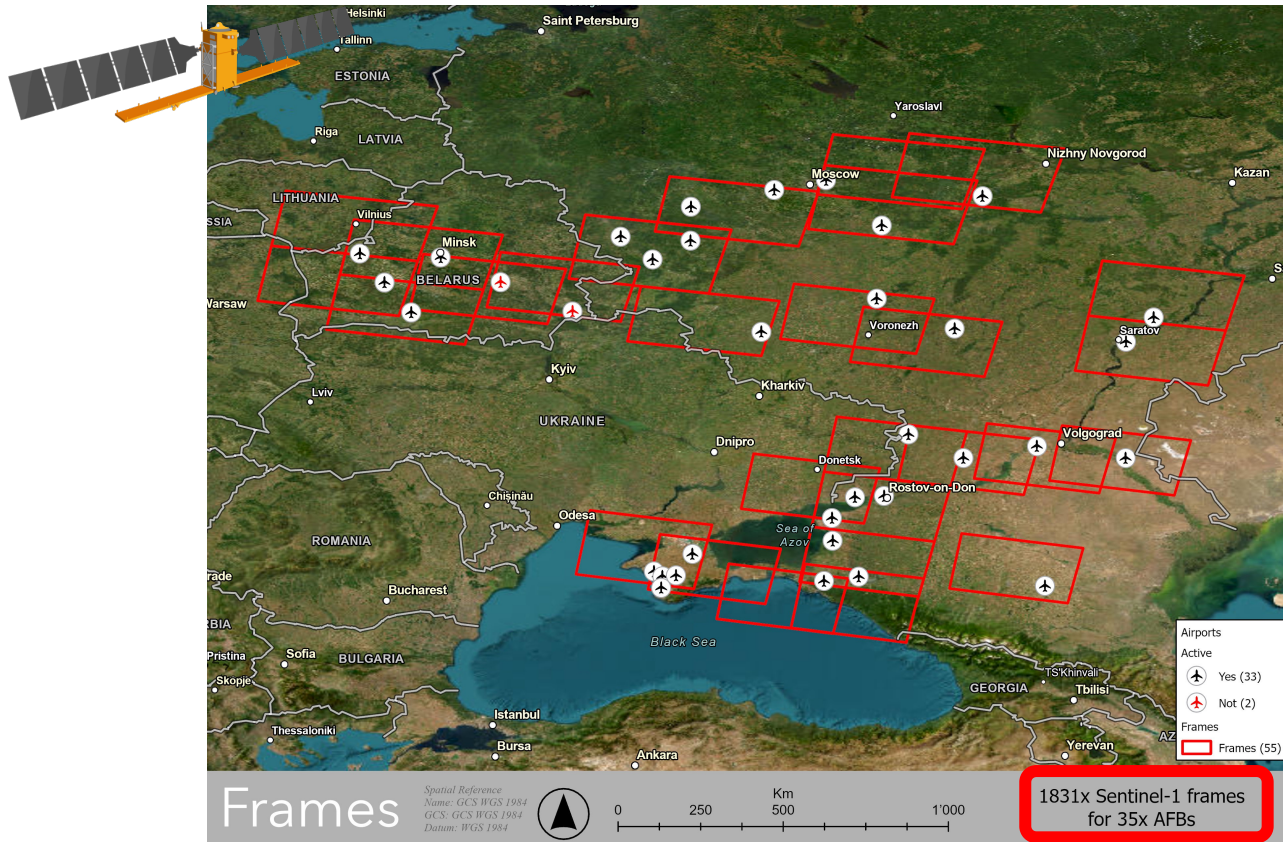 Helsinki
Saint Petersburg
Tallinn
ESTONIA
Yaroslavl
Riga
LATVIA
Nizhny Novgorod
Kazan
Moscow
LITHUANIA
SSIA
Vilnius
Minsk
BELARUS
S
Warsaw
Voronezh
Saratov
Kyiv
Kharkiv
Lviv
UKRAINE
Dnipro
Volgograd
Donetsk
Rostov-on-Don
Chișinău
Odesa
Sea of
Azov
ROMANIA
rade
Bucharest
RBIA
Black Sea
Pristina
Sofia
BULGARIA
Skopje
TS'Khinvali
GEORGIA
Tbilisi
Istanbul
Thessaloniki
Bursa
Ankara
Yerevan
AZ
Airports
Active
Yes (33)
Not (2)
Frames
Frames (55)
Frames
Spatial Reference
Name: GCS WGS 1984
GCS: GCS WGS 1984
Datum: WGS 1984
Km
0 250 500 1'000
1831x Sentinel-1 frames
for 35x AFBs